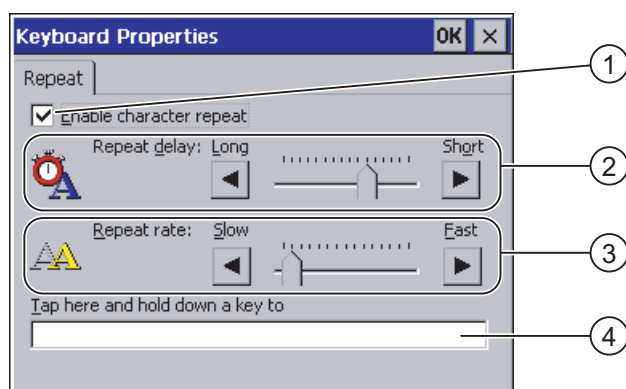 Keyboard Properties OK ×
Repeat
1
Enable character repeat
Repeat delay: Long Short
2
Repeat rate: Slow Fast
3
Tap here and hold down a key to
4